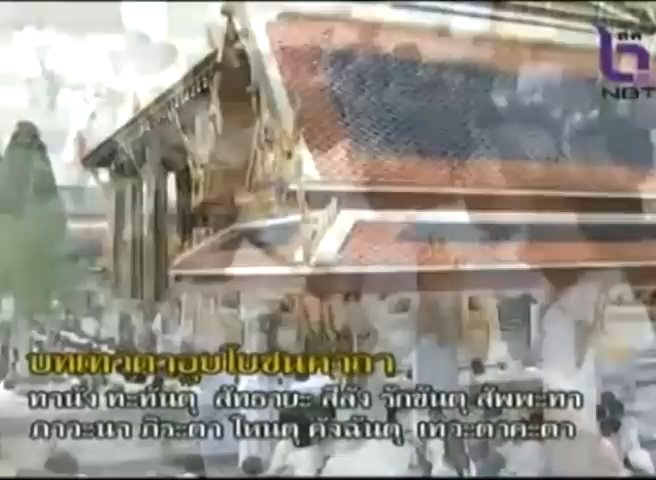 สด
NBT
บทเทวตาอุยโยชนคาถา
ทานัง ทะทันตุ สัทธายะ สีลัง รักขันตุ สัพพะทา
ภาวะนา ภิระตา โหนตุ คัจฉันตุ เทวะตาคะตา